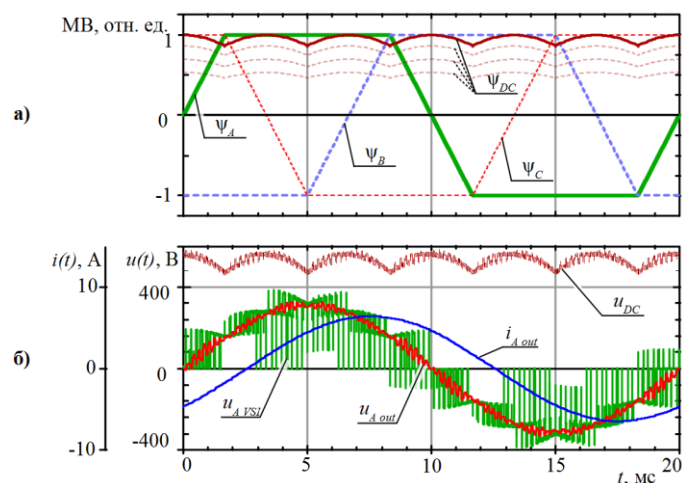 МВ, отн. ед.
1
ψDC
а)
0
ψA
ψB
ψC
-1
i(t), А u(t), В
10 400
uDC
iA out
б)
0 0
uA VSI
uA out
-10 -400
0 5 10 15 20
t, мс